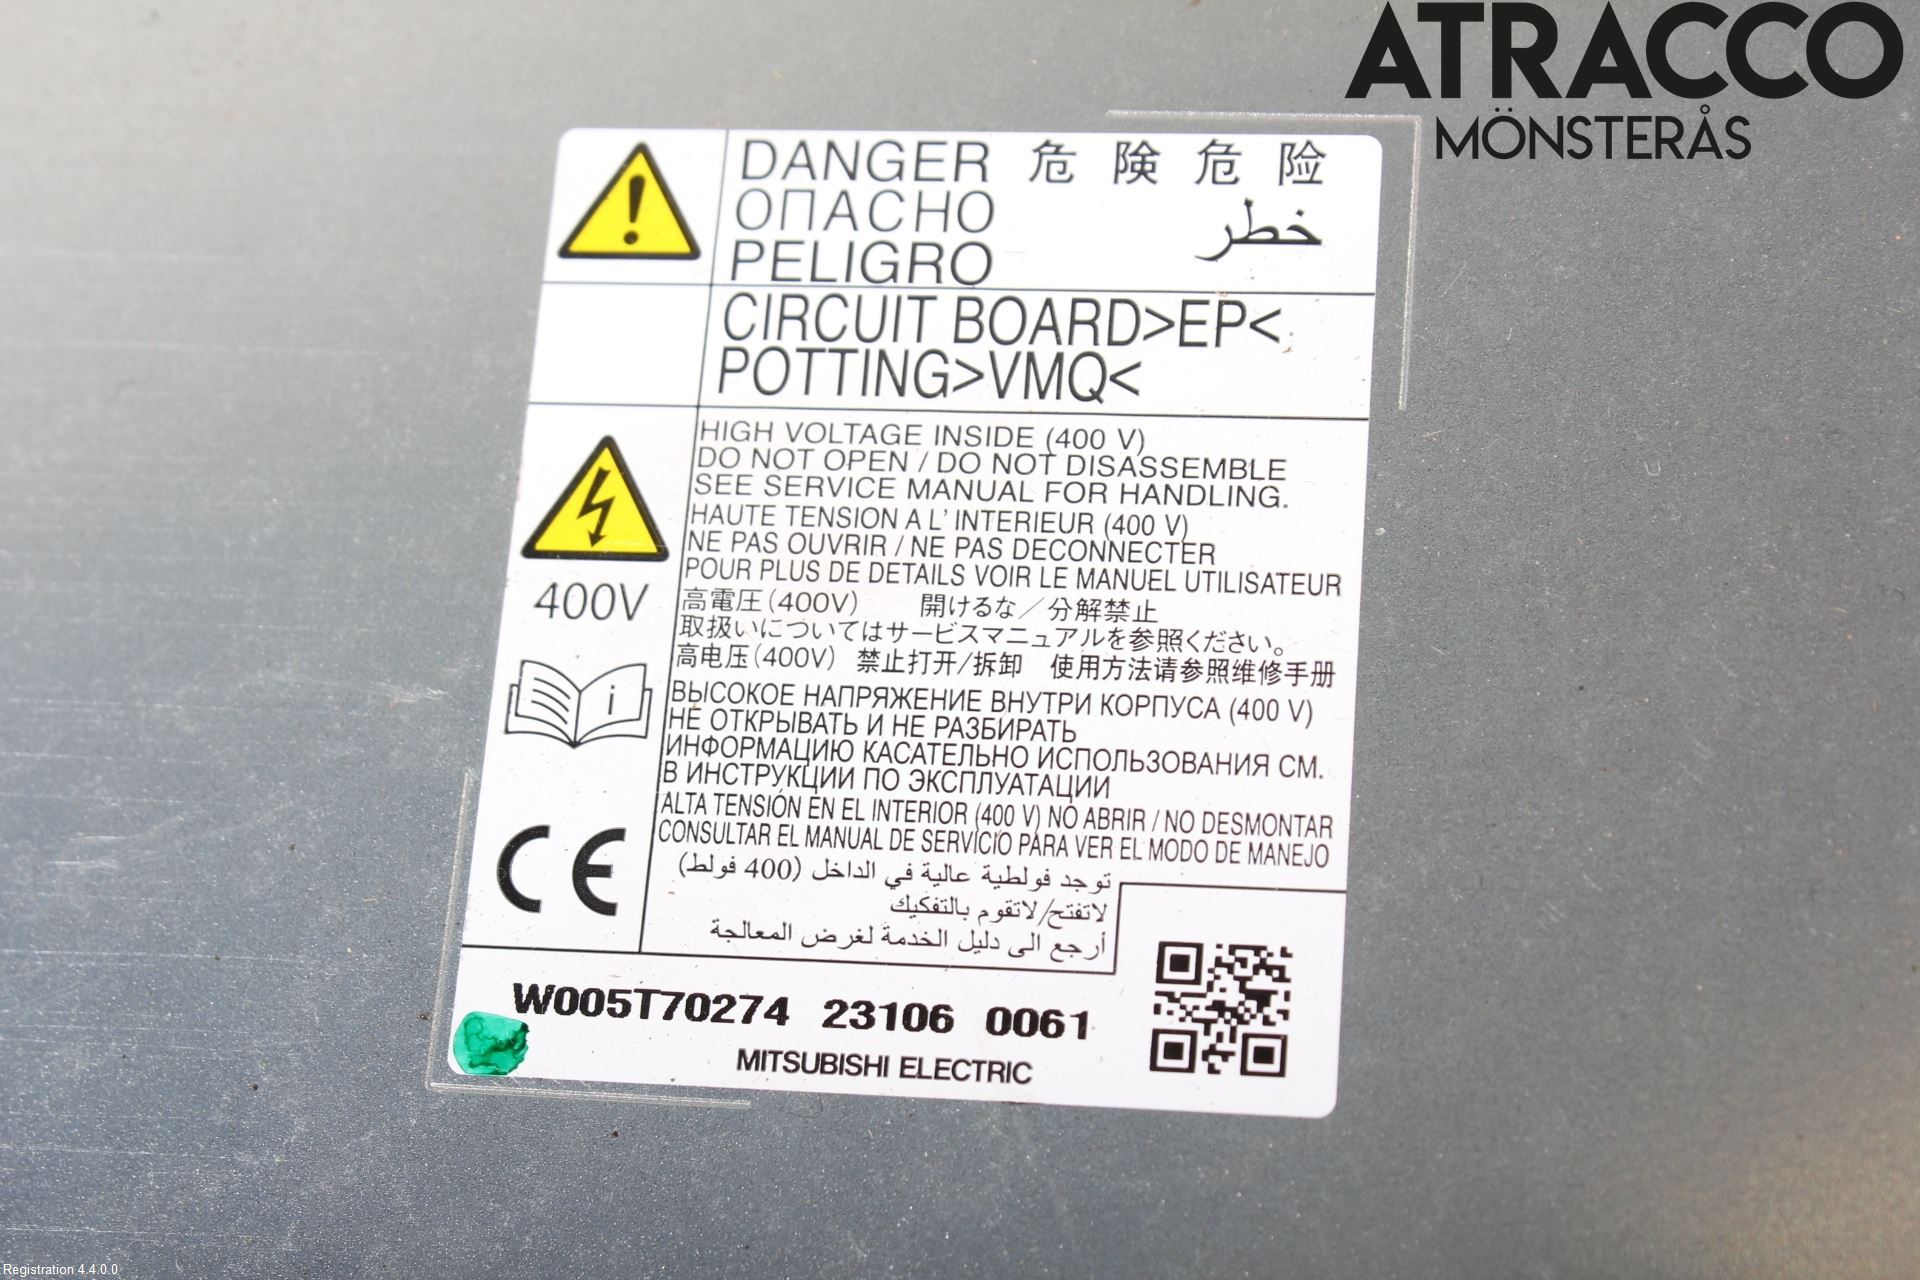 ATRACCO
MÖNSTERÅS
DANGER 危 険 危 险
ОПАСНО
خطر
PELIGRO
CIRCUIT BOARD>EP<
POTTING>VMQ<
HIGH VOLTAGE INSIDE (400 V)
DO NOT OPEN / DO NOT DISASSEMBLE
SEE SERVICE MANUAL FOR HANDLING.
HAUTE TENSION A L' INTERIEUR (400 V)
NE PAS OUVRIR / NE PAS DECONNECTER
POUR PLUS DE DETAILS VOIR LE MANUEL UTILISATEUR
400V
高電圧(400V) 開けるな／分解禁止
取扱いについてはサービスマニュアルを参照ください。
高电压(400V) 禁止打开/拆卸 使用方法请参照维修手册
i
ВЫСОКОЕ НАПРЯЖЕНИЕ ВНУТРИ КОРПУСА (400 V)
НЕ ОТКРЫВАТЬ И НЕ РАЗБИРАТЬ
ИНФОРМАЦИЮ КАСАТЕЛЬНО ИСПОЛЬЗОВАНИЯ СМ.
В ИНСТРУКЦИИ ПО ЭКСПЛУАТАЦИИ
ALTA TENSIÓN EN EL INTERIOR (400 V) NO ABRIR / NO DESMONTAR
CONSULTAR EL MANUAL DE SERVICIO PARA VER EL MODO DE MANEJO
CE
توجد فولطية عالية في الداخل (400 فولط)
لاتفتح/لاتقوم بالتفكيك
أرجع الى دليل الخدمة لغرض المعالجة
W005T70274 23106 0061
MITSUBISHI ELECTRIC
Registration 4.4.0.0